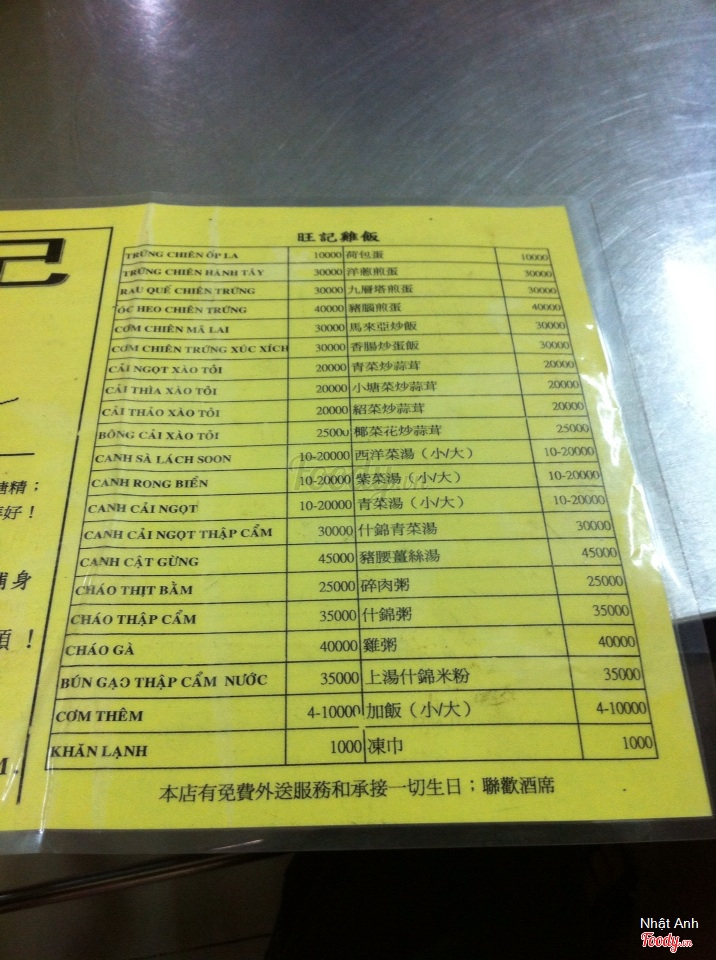 旺記雞飯
TRỨNG CHIÊN ỐP LA 10000 荷包蛋 10000
TRỨNG CHIÊN HÀNH TÂY 30000 洋蔥煎蛋 30000
RAU QUẾ CHIÊN TRỨNG 30000 九層塔煎蛋 30000
ÓC HEO CHIÊN TRỨNG 40000 豬腦煎蛋 40000
CƠM CHIÊN MÃ LAI 30000 馬來亞炒飯 30000
CƠM CHIÊN TRỨNG XÚC XÍCH 30000 香腸炒蛋飯 30000
CẢI NGỌT XÀO TỎI 20000 青菜炒蒜茸 20000
CẢI THÌA XÀO TỎI 20000 小塘菜炒蒜茸 20000
CẢI THẢO XÀO TỎI 20000 紹菜炒蒜茸 20000
BÔNG CẢI XÀO TỎI 25000 椰菜花炒蒜茸 25000
CANH SÀ LÁCH SOON 10-20000 西洋菜湯（小/大） 10-20000
CANH RONG BIỂN 10-20000 紫菜湯（小/大） 10-20000
CANH CẢI NGỌT 10-20000 青菜湯（小/大） 10-20000
CANH CẢI NGỌT THẬP CẨM 30000 什錦青菜湯 30000
CANH CẬT GỪNG 45000 豬腰薑絲湯 45000
CHÁO THỊT BẰM 25000 碎肉粥 25000
CHÁO THẬP CẨM 35000 什錦粥 35000
CHÁO GÀ 40000 雞粥 40000
BÚN GẠO THẬP CẨM NƯỚC 35000 上湯什錦米粉 35000
CƠM THÊM 4-10000 加飯（小/大） 4-10000
KHĂN LẠNH 1000 凍巾 1000
本店有免費外送服務和承接一切生日；聯歡酒席
記
糖精；
好！
身
！
M.
Foody.vn
Nhật Anh
Foody.vn